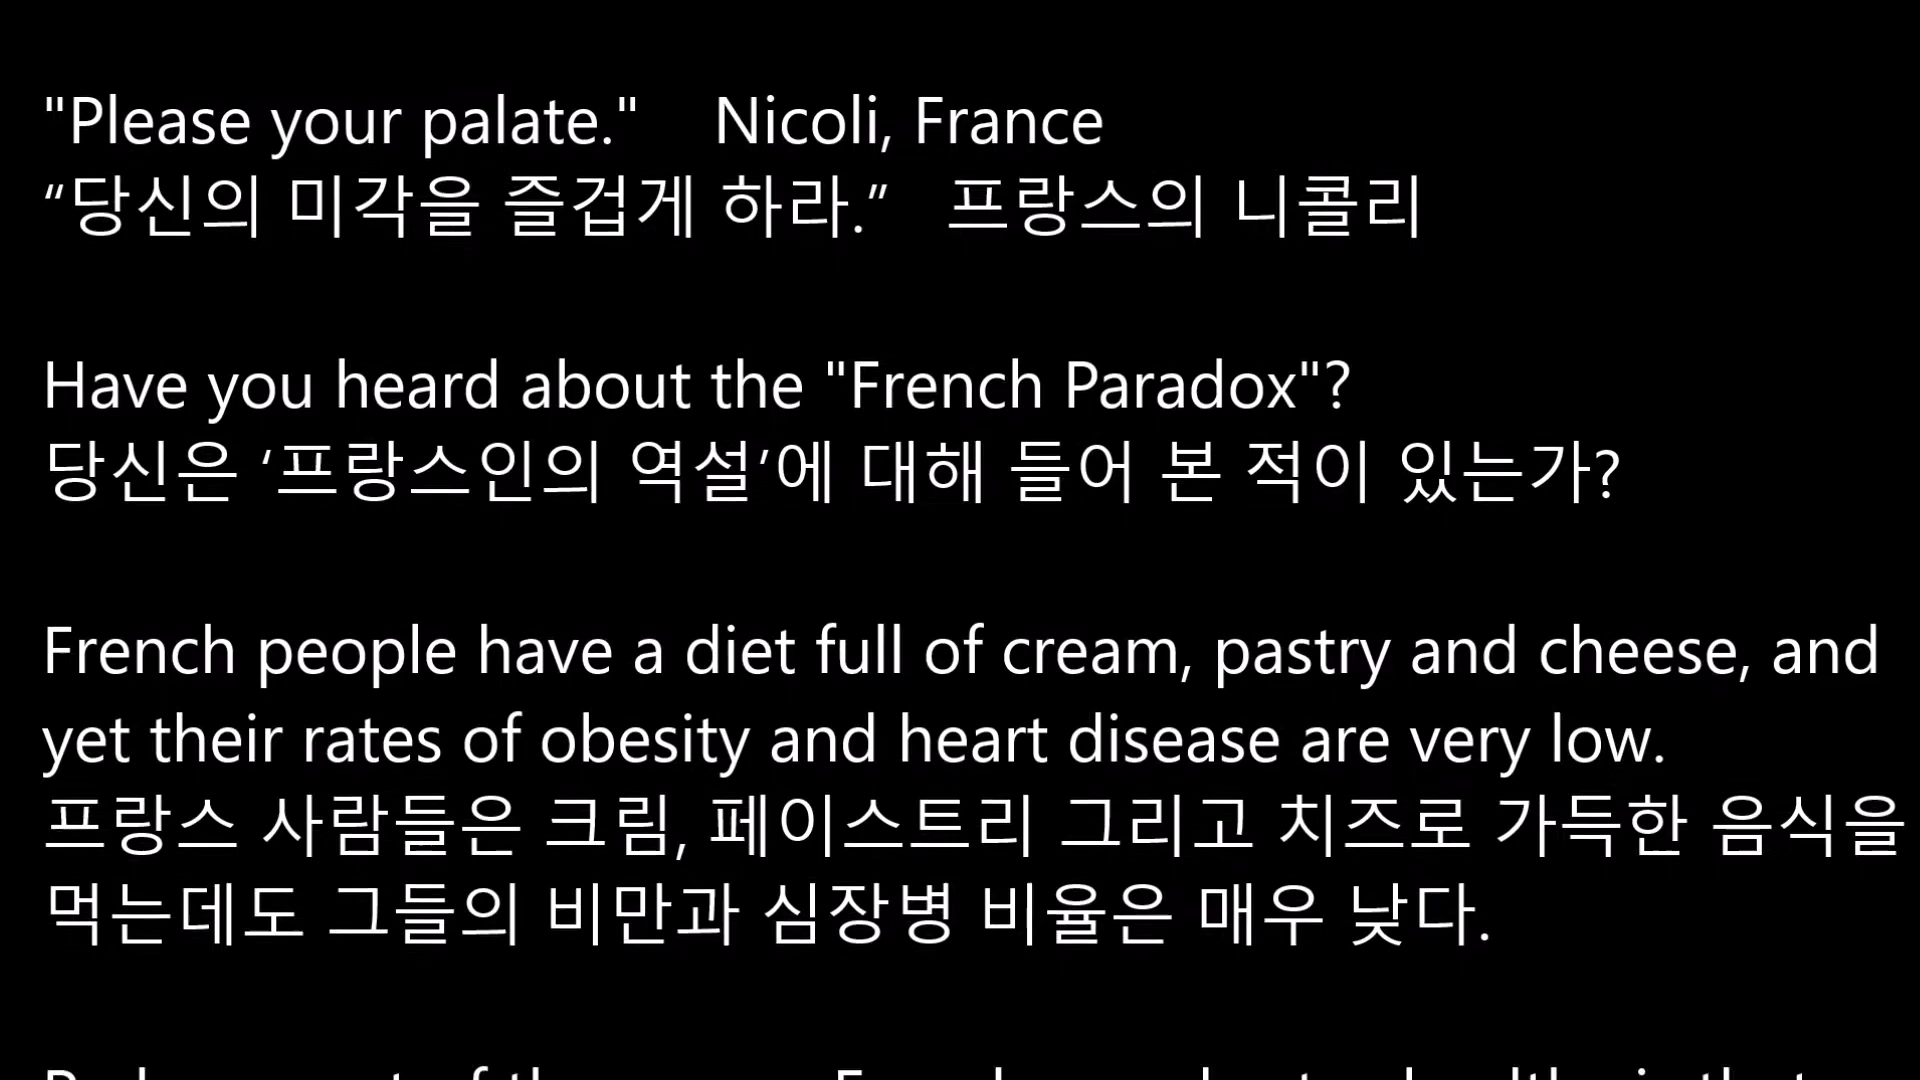 "Please your palate."    Nicoli, France
“당신의 미각을 즐겁게 하라.”   프랑스의 니콜리
Have you heard about the "French Paradox"?
당신은 ‘프랑스인의 역설’에 대해 들어 본 적이 있는가?
French people have a diet full of cream, pastry and cheese, and
yet their rates of obesity and heart disease are very low.
프랑스 사람들은 크림, 페이스트리 그리고 치즈로 가득한 음식을
먹는데도 그들의 비만과 심장병 비율은 매우 낮다.